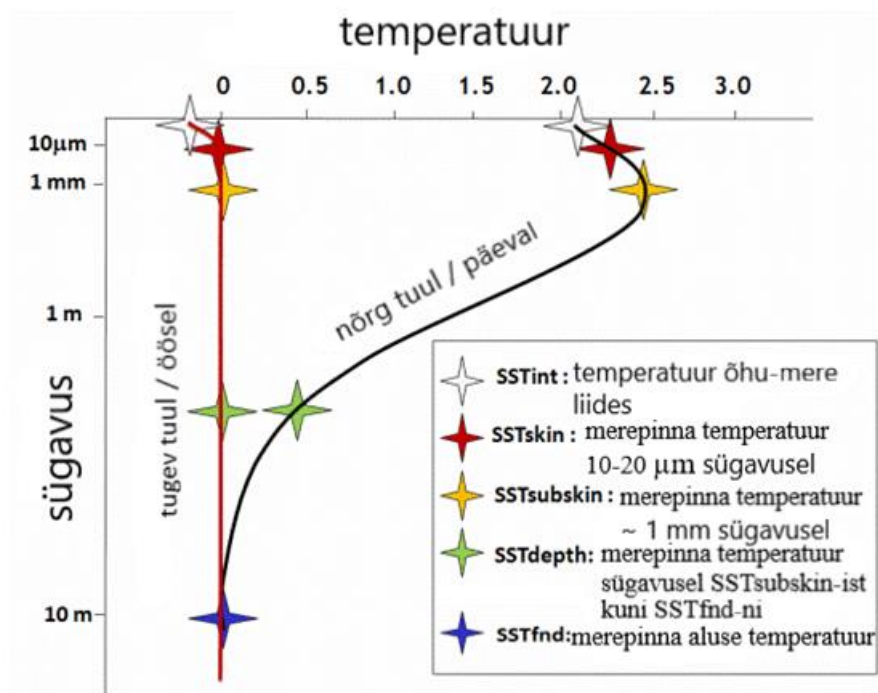 temperatuur
0 0.5 1.0 1.5 2.0 2.5 3.0
10µm
1 mm
1 m
10 m
sügavus
tugev tuul / öösel
nõrg tuul / päeval
SSTint : temperatuur õhu-mere
liides
SSTskin : merepinna temperatuur
10-20 µm sügavusel
SSTsubskin : merepinna temperatuur
~ 1 mm sügavusel
SSTdepth: merepinna temperatuur
sügavusel SSTsubskin-ist
kuni SSTfnd-ni
SSTfnd:merepinna aluse temperatuur